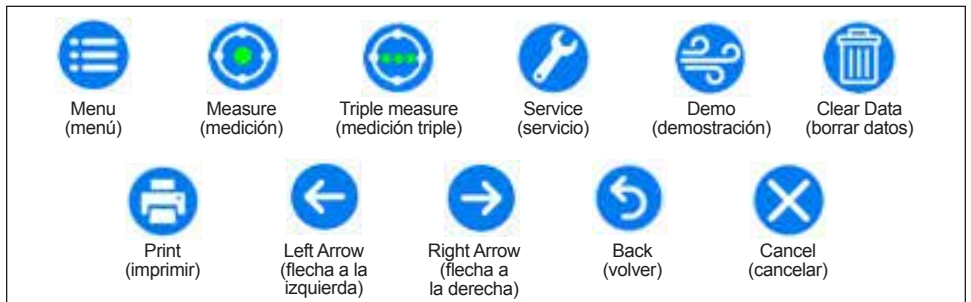 Menu
(menú)
Measure
(medición)
Triple measure
(medición triple)
Service
(servicio)
Demo
(demostración)
Clear Data
(borrar datos)
Print
(imprimir)
Left Arrow
(flecha a la
izquierda)
Right Arrow
(flecha a
la derecha)
Back
(volver)
Cancel
(cancelar)